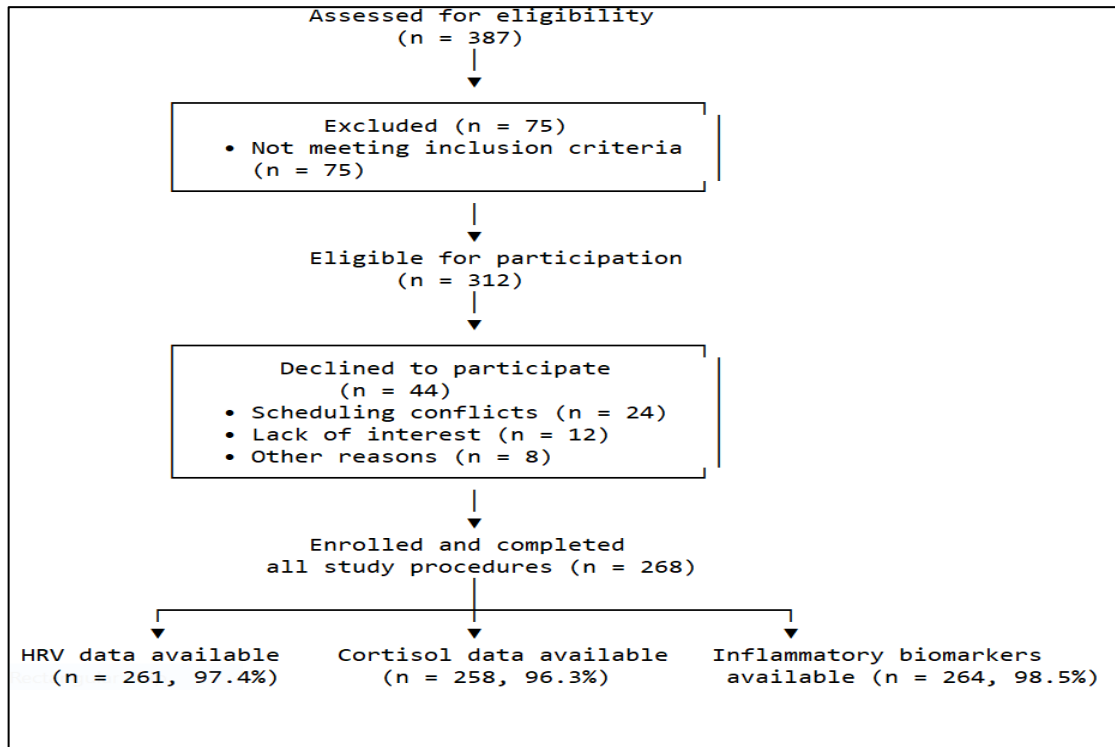 Assessed for eligibility
(n = 387)
Excluded (n = 75)
• Not meeting inclusion criteria
(n = 75)
Eligible for participation
(n = 312)
Declined to participate
(n = 44)
• Scheduling conflicts (n = 24)
• Lack of interest (n = 12)
• Other reasons (n = 8)
Enrolled and completed
all study procedures (n = 268)
HRV data available
(n = 261, 97.4%)
Cortisol data available
(n = 258, 96.3%)
Inflammatory biomarkers
available (n = 264, 98.5%)